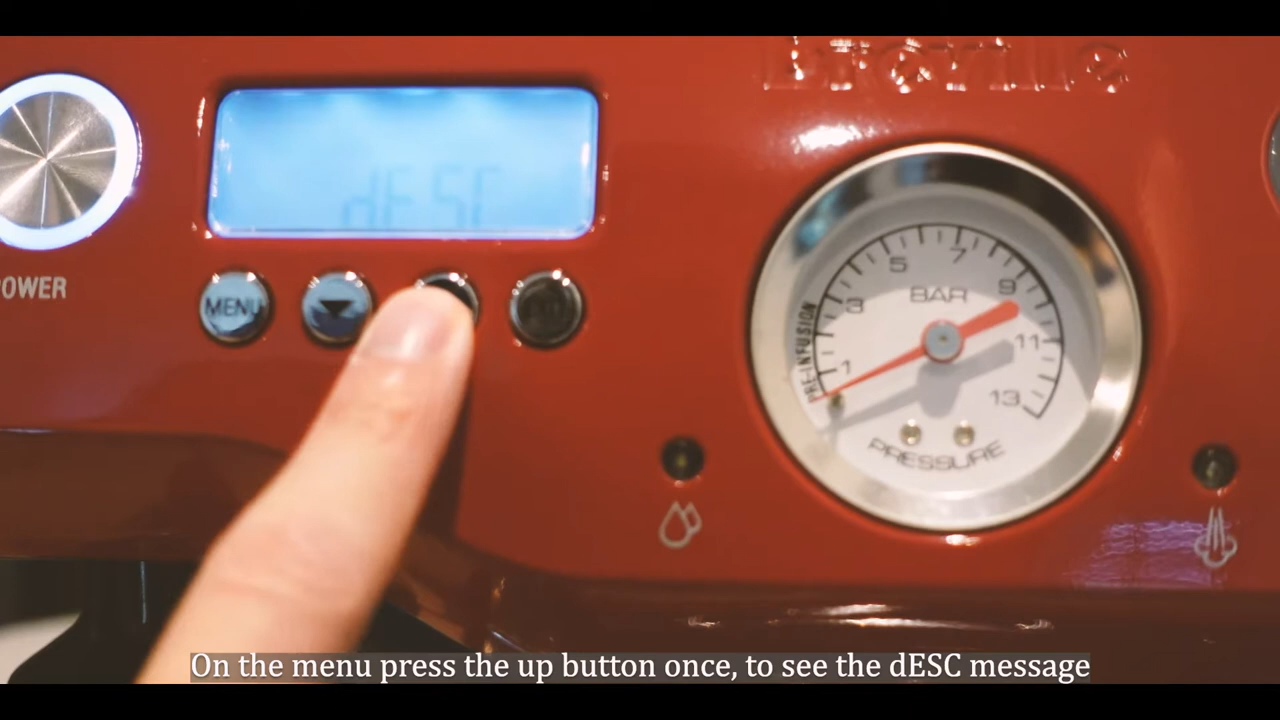 breville
dESC
POWER
MENU
BAR
1
3
5
7
9
11
13
PRE-INFUSION
PRESSURE
On the menu press the up button once, to see the dESC message